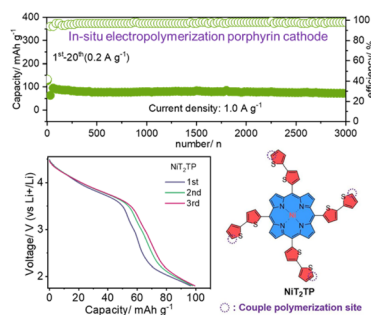 In-situ electropolymerization porphyrin cathode
1st-20th(0.2 A g-1)
Current density: 1.0 A g-1
Capacity/ mAh g-1
400
300
200
100
0
100
80
60
40
20
0
efficiency/ %
0 500 1000 1500 2000 2500 3000
number/ n
NiT2TP
1st
2nd
3rd
Voltage/ V (vs Li+/Li)
4
3
2
0 20 40 60 80 100
Capacity/ mAh g-1
S S
S S
N N
N N
S S
S S
NiT2TP
: Couple polymerization site